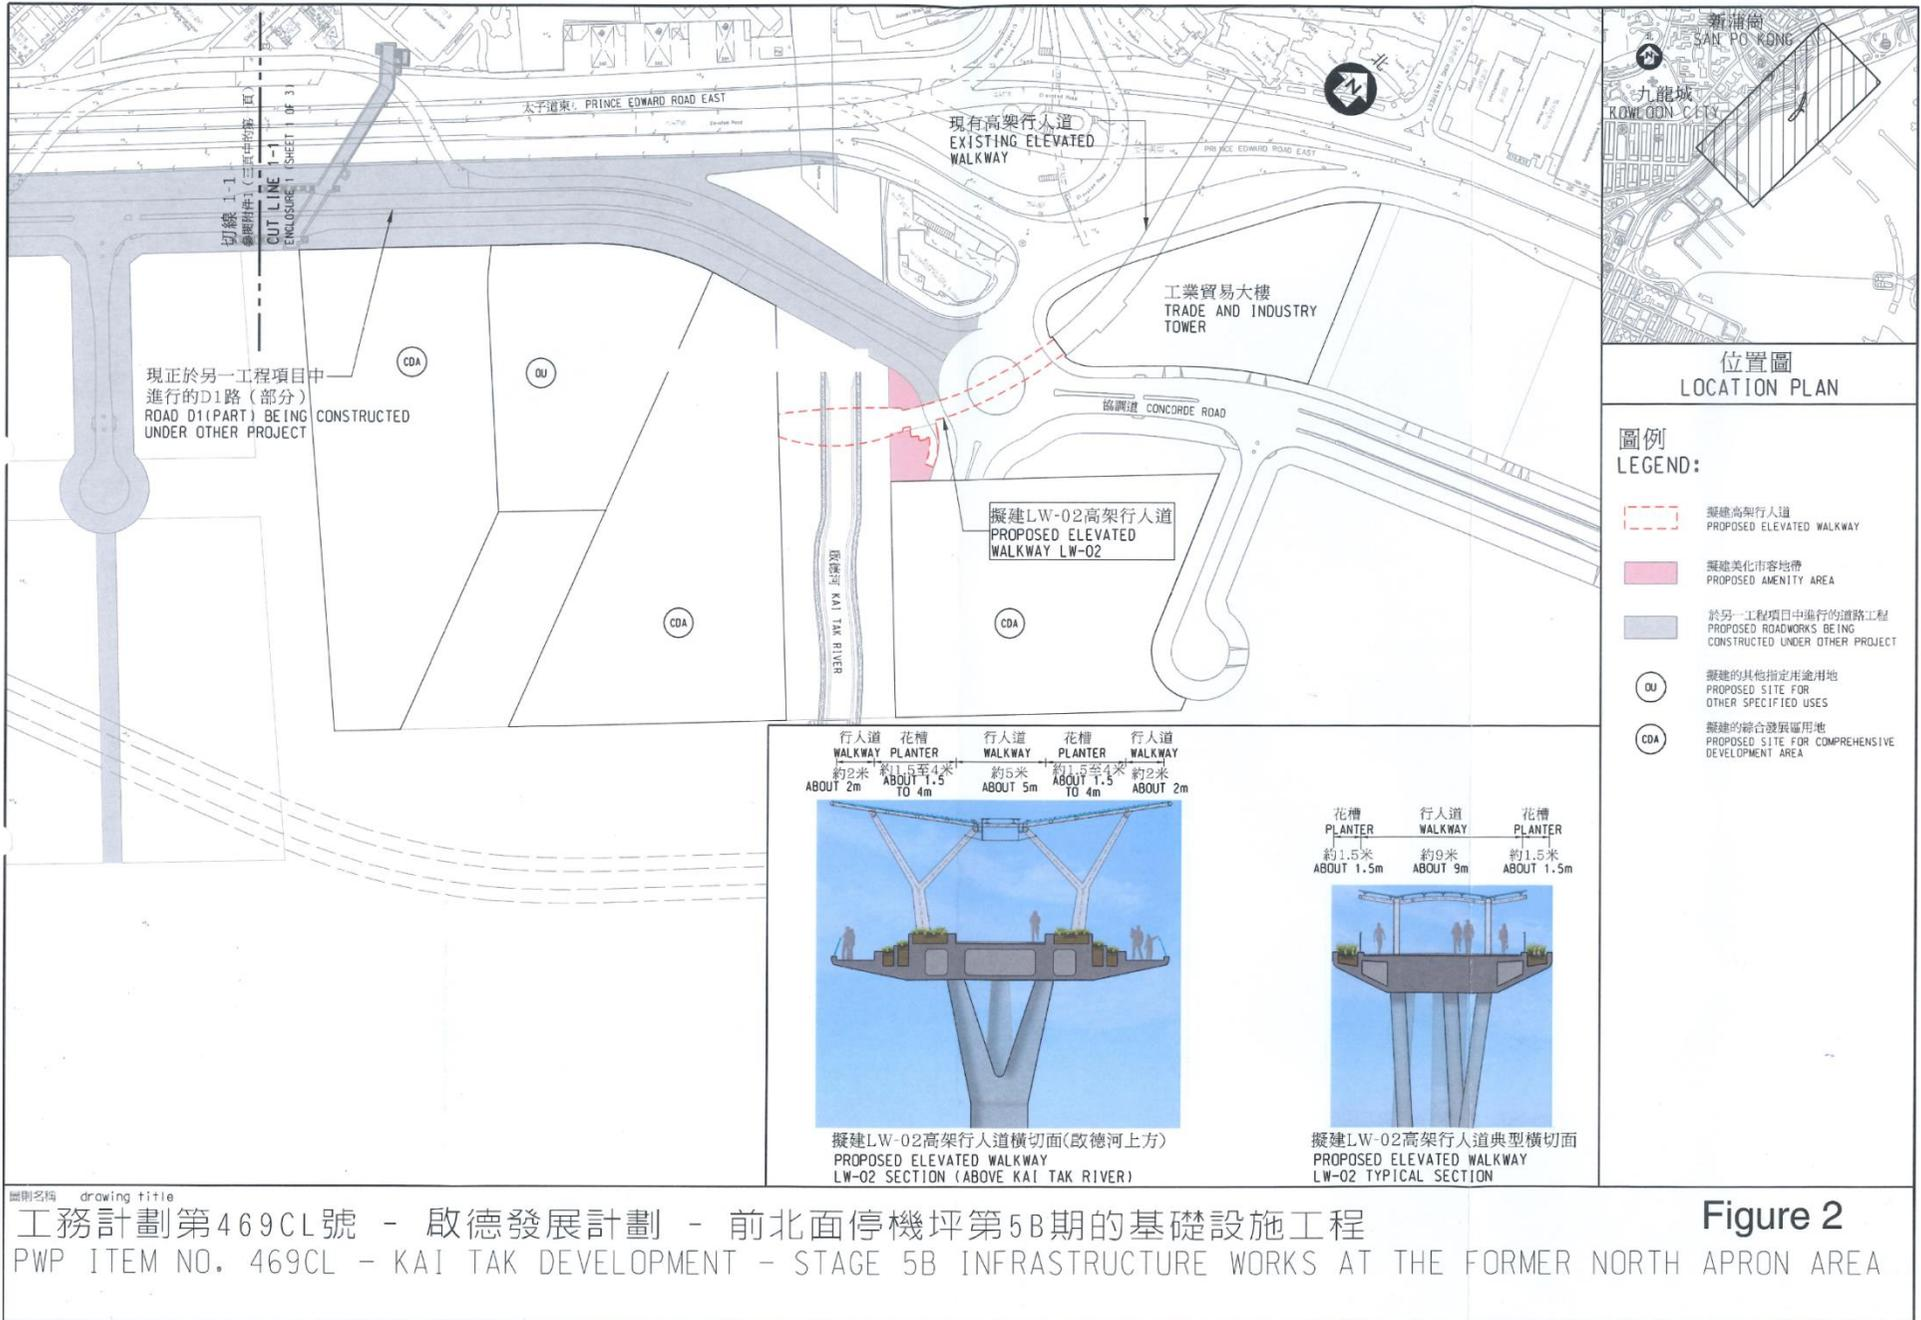 太子道東 PRINCE EDWARD ROAD EAST
Elevated Road
Elevated Road
現有高架行人道
EXISTING ELEVATED
WALKWAY
PRINCE EDWARD ROAD EAST
北
N
切線 1-1
CUT LINE 1-1
ENCLOSURE 1 (SHEET 1 OF 3)
工業貿易大樓
TRADE AND INDUSTRY
TOWER
現正於另一工程項目中
進行的D1路（部分）
ROAD D1(PART) BEING CONSTRUCTED
UNDER OTHER PROJECT
CDA
OU
協調道 CONCORDE ROAD
擬建LW-02高架行人道
PROPOSED ELEVATED
WALKWAY LW-02
啟德河 KAI TAK RIVER
CDA
CDA
行人道 花槽 行人道 花槽 行人道
WALKWAY PLANTER WALKWAY PLANTER WALKWAY
約2米 約1.5至4米 約5米 約1.5至4米 約2米
ABOUT 2m ABOUT 1.5 TO 4m ABOUT 5m ABOUT 1.5 TO 4m ABOUT 2m
擬建LW-02高架行人道橫切面(啟德河上方)
PROPOSED ELEVATED WALKWAY
LW-02 SECTION (ABOVE KAI TAK RIVER)
花槽 行人道 花槽
PLANTER WALKWAY PLANTER
約1.5米 約9米 約1.5米
ABOUT 1.5m ABOUT 9m ABOUT 1.5m
擬建LW-02高架行人道典型橫切面
PROPOSED ELEVATED WALKWAY
LW-02 TYPICAL SECTION
新蒲崗
SAN PO KONG
北
九龍城
KOWLOON CITY
位置圖
LOCATION PLAN
圖例
LEGEND:
擬建高架行人道
PROPOSED ELEVATED WALKWAY
擬建美化市容地帶
PROPOSED AMENITY AREA
於另一工程項目中進行的道路工程
PROPOSED ROADWORKS BEING
CONSTRUCTED UNDER OTHER PROJECT
OU
擬建的其他指定用途用地
PROPOSED SITE FOR
OTHER SPECIFIED USES
CDA
擬建的綜合發展區用地
PROPOSED SITE FOR COMPREHENSIVE
DEVELOPMENT AREA
圖則名稱 drawing title
工務計劃第469CL號 - 啟德發展計劃 - 前北面停機坪第5B期的基礎設施工程
PWP ITEM NO. 469CL - KAI TAK DEVELOPMENT - STAGE 5B INFRASTRUCTURE WORKS AT THE FORMER NORTH APRON AREA
Figure 2